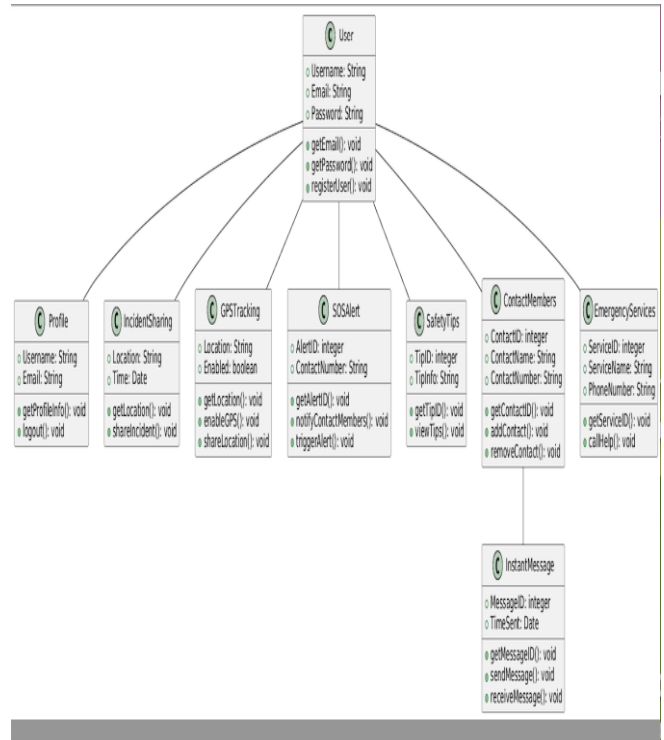 C User
Username: String
Email: String
Password: String
getEmail(): void
getPassword(): void
registerUser(): void
C Profile
Username: String
Email: String
getProfileInfo(): void
logout(): void
C IncidentSharing
Location: String
Time: Date
getLocation(): void
shareIncident(): void
C GPSTracking
Location: String
Enabled: boolean
getLocation(): void
enableGPS(): void
shareLocation(): void
C SOSAlert
AlertID: integer
ContactNumber: String
getAlertID(): void
notifyContactMembers(): void
triggerAlert(): void
C SafetyTips
TipID: integer
TipInfo: String
getTipID(): void
viewTips(): void
C ContactMembers
ContactID: integer
ContactName: String
ContactNumber: String
getContactID(): void
addContact(): void
removeContact(): void
C EmergencyServices
ServiceID: integer
ServiceName: String
PhoneNumber: String
getServiceID(): void
callHelp(): void
C InstantMessage
MessageID: integer
TimeSent: Date
getMessageID(): void
sendMessage(): void
receiveMessage(): void